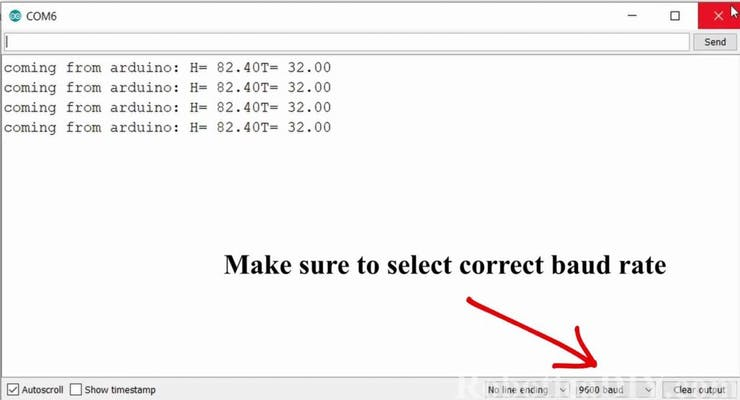 COM6
Send
coming from arduino: H= 82.40T= 32.00
coming from arduino: H= 82.40T= 32.00
coming from arduino: H= 82.40T= 32.00
coming from arduino: H= 82.40T= 32.00
Make sure to select correct baud rate
Autoscroll Show timestamp No line ending 9600 baud Clear output